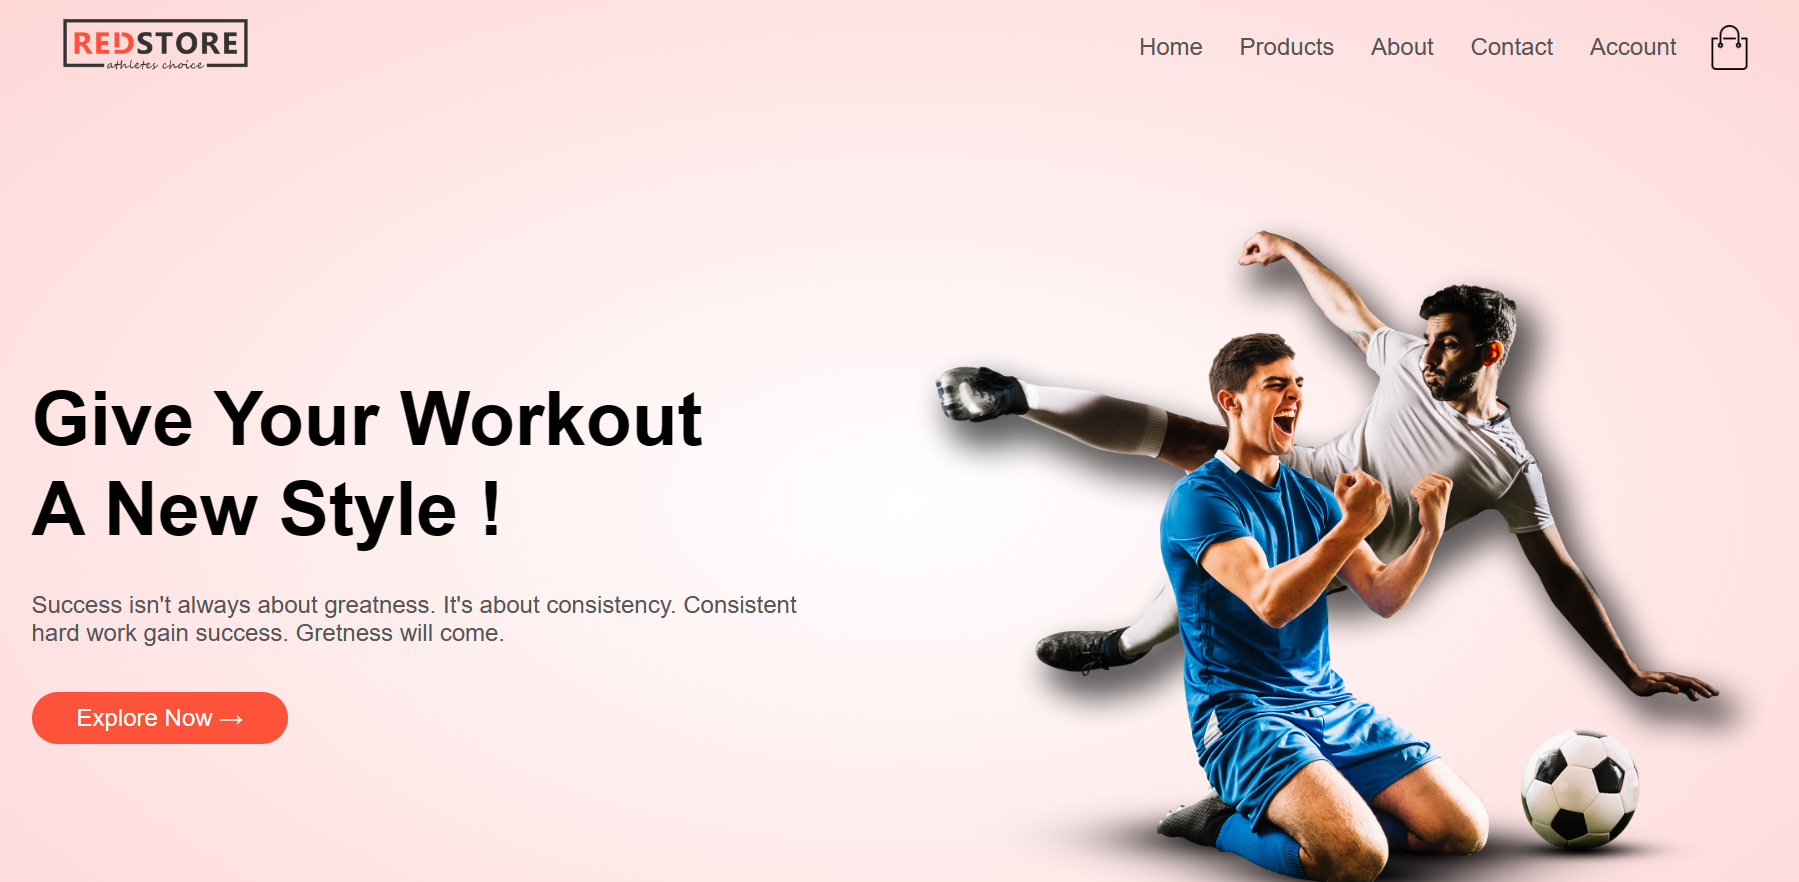 REDSTORE
athletes choice
Home Products About Contact Account
Give Your Workout
A New Style !
Success isn't always about greatness. It's about consistency. Consistent
hard work gain success. Gretness will come.
Explore Now →